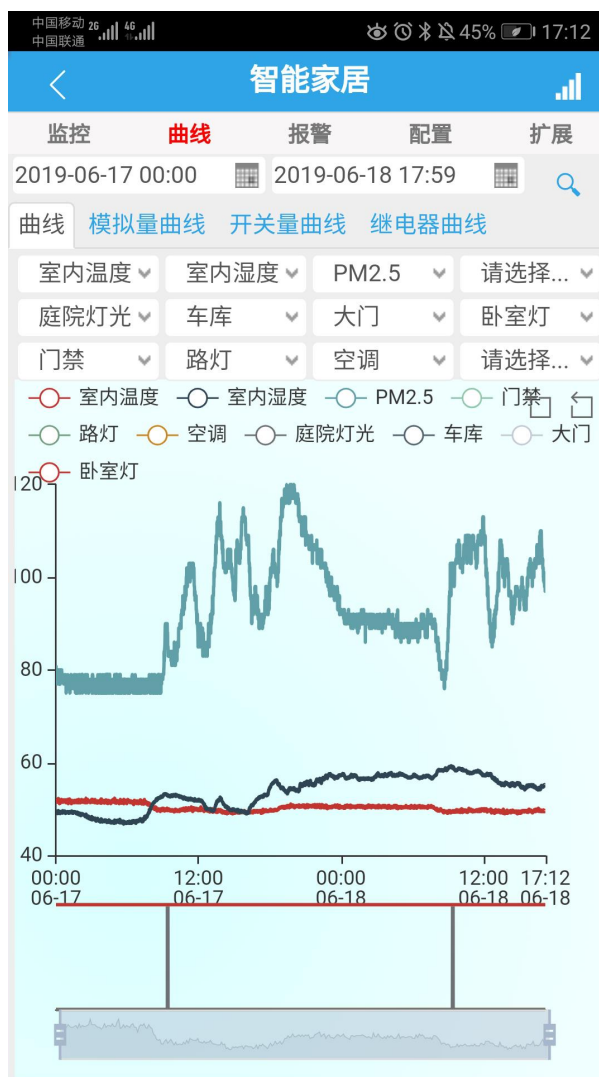 中国移动 2G 4G
中国联通
45% 17:12
智能家居
监控 曲线 报警 配置 扩展
2019-06-17 00:00 2019-06-18 17:59
曲线 模拟量曲线 开关量曲线 继电器曲线
室内温度 室内湿度 PM2.5 请选择...
庭院灯光 车库 大门 卧室灯
门禁 路灯 空调 请选择...
室内温度 室内湿度 PM2.5 门禁
路灯 空调 庭院灯光 车库 大门
卧室灯
120
100
80
60
40
00:00 12:00 00:00 12:00 17:12
06-17 06-17 06-18 06-18 06-18